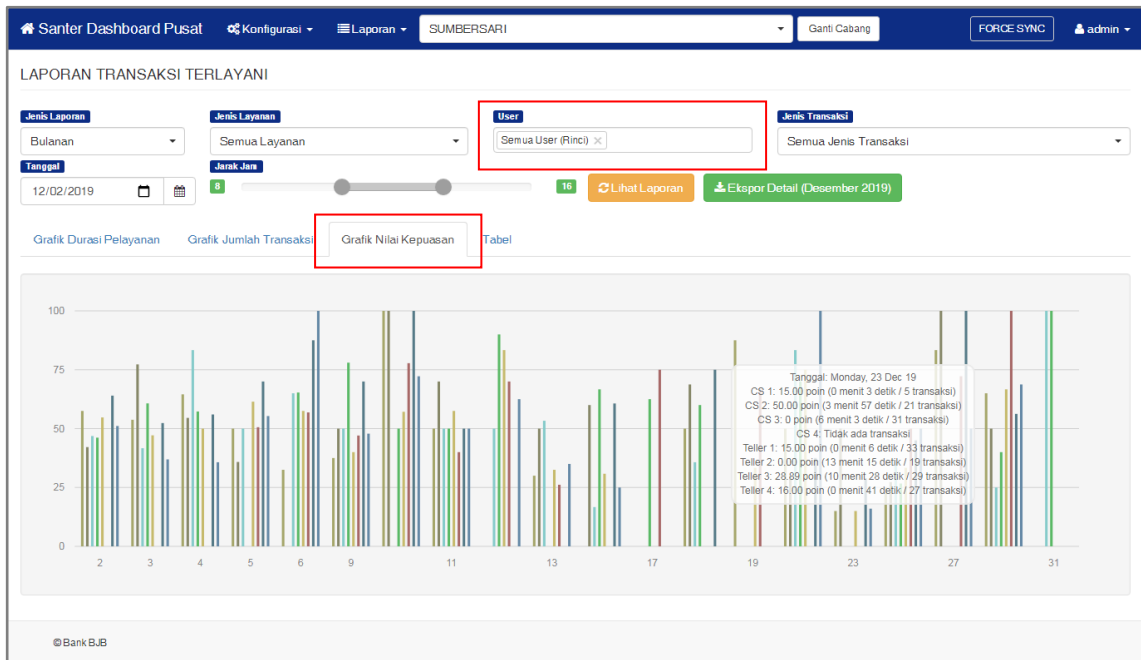 Santer Dashboard Pusat Konfigurasi Laporan SUMBERSARI Ganti Cabang FORCE SYNC admin
LAPORAN TRANSAKSI TERLAYANI
Jenis Laporan Jenis Layanan User Jenis Transaksi
Bulanan Semua Layanan Semua User (Rinci) × Semua Jenis Transaksi
Tanggal Jarak Jam
12/02/2019 8 16 Lihat Laporan Ekspor Detail (Desember 2019)
Grafik Durasi Pelayanan Grafik Jumlah Transaksi Grafik Nilai Kepuasan Tabel
100
75
50
25
0
Tanggal: Monday, 23 Dec 19
CS 1: 15.00 poin (0 menit 3 detik / 5 transaksi)
CS 2: 50.00 poin (3 menit 57 detik / 21 transaksi)
CS 3: 0 poin (6 menit 3 detik / 31 transaksi)
CS 4: Tidak ada transaksi
Teller 1: 15.00 poin (0 menit 6 detik / 33 transaksi)
Teller 2: 0.00 poin (13 menit 15 detik / 19 transaksi)
Teller 3: 28.89 poin (10 menit 28 detik / 29 transaksi)
Teller 4: 16.00 poin (0 menit 41 detik / 27 transaksi)
2 3 4 5 6 9 11 13 17 19 23 27 31
© Bank BJB